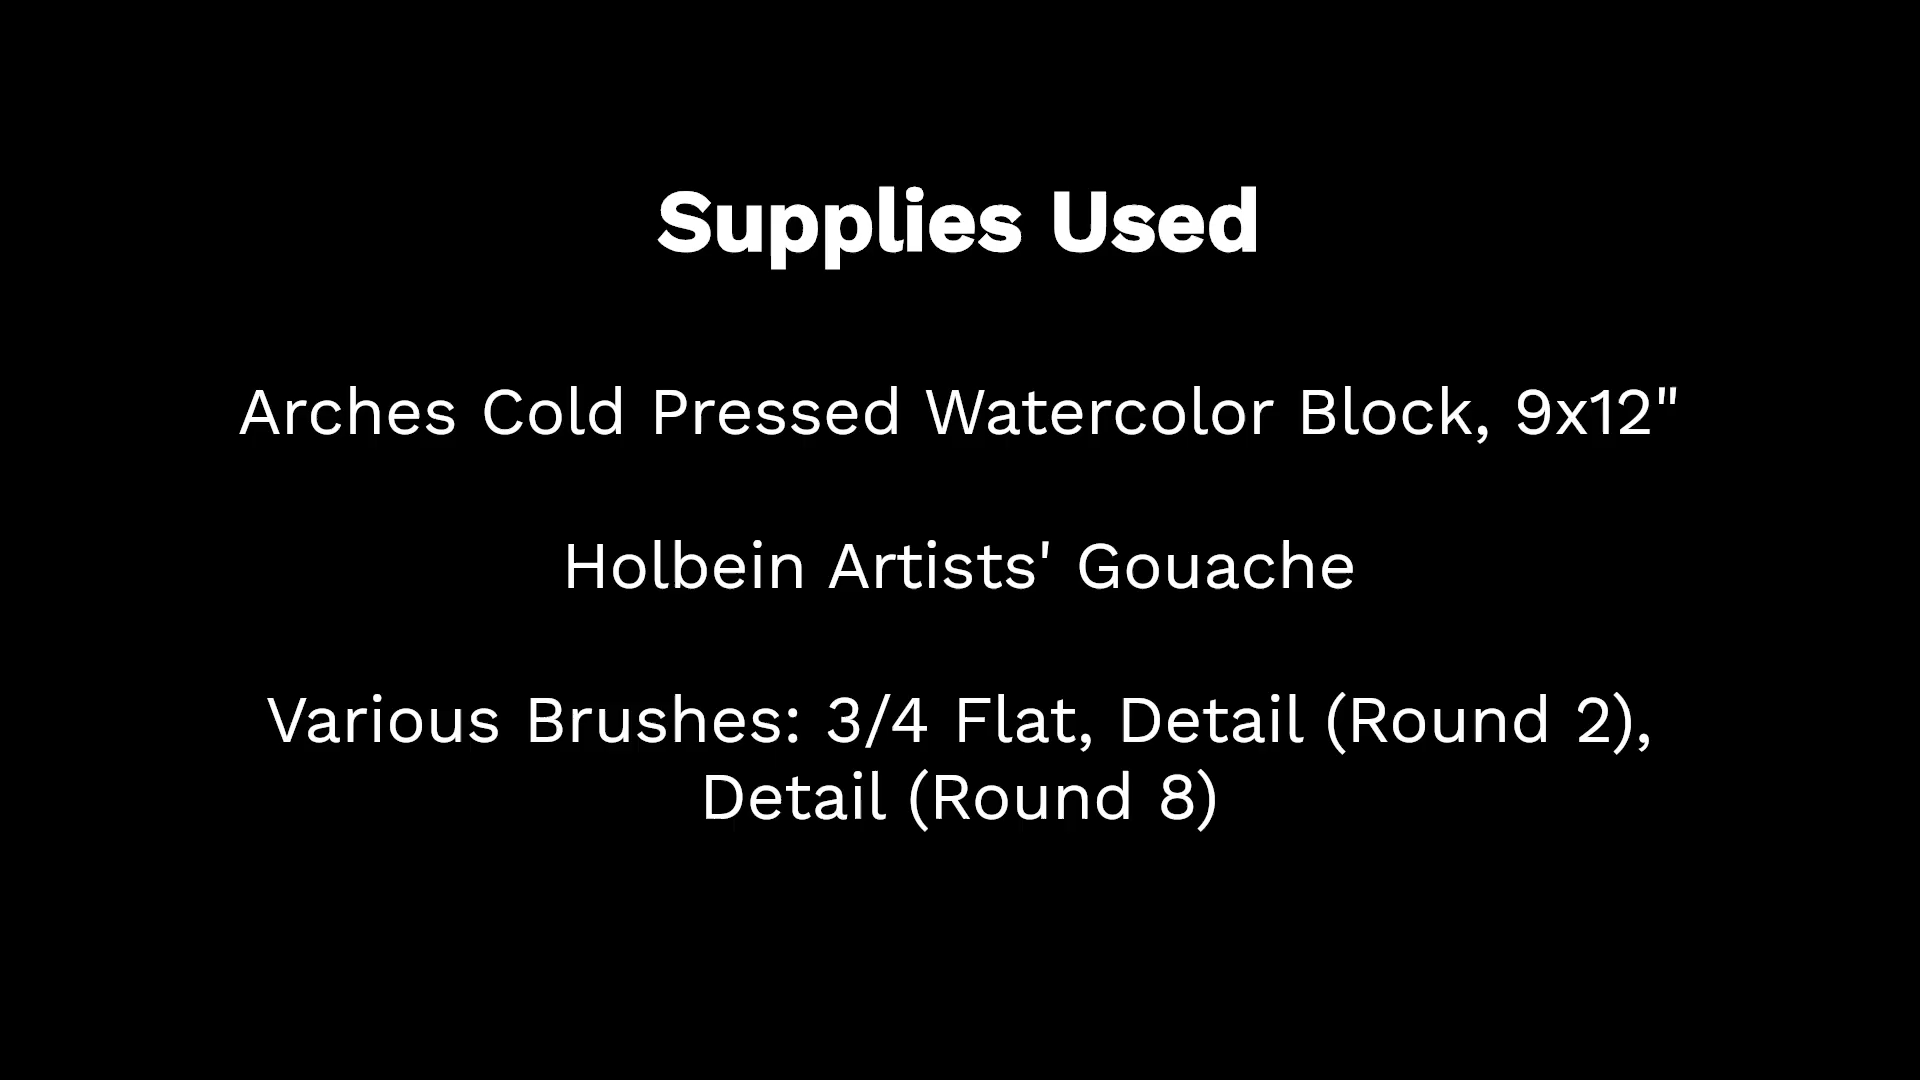 Supplies Used
Arches Cold Pressed Watercolor Block, 9x12"
Holbein Artists' Gouache
Various Brushes: 3/4 Flat, Detail (Round 2),
Detail (Round 8)